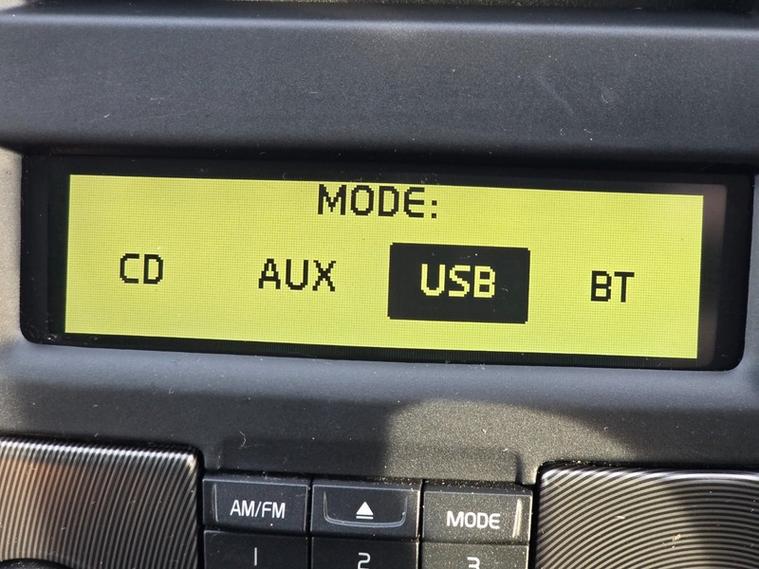 MODE:
CD AUX USB BT
AM/FM MODE
1 2 3